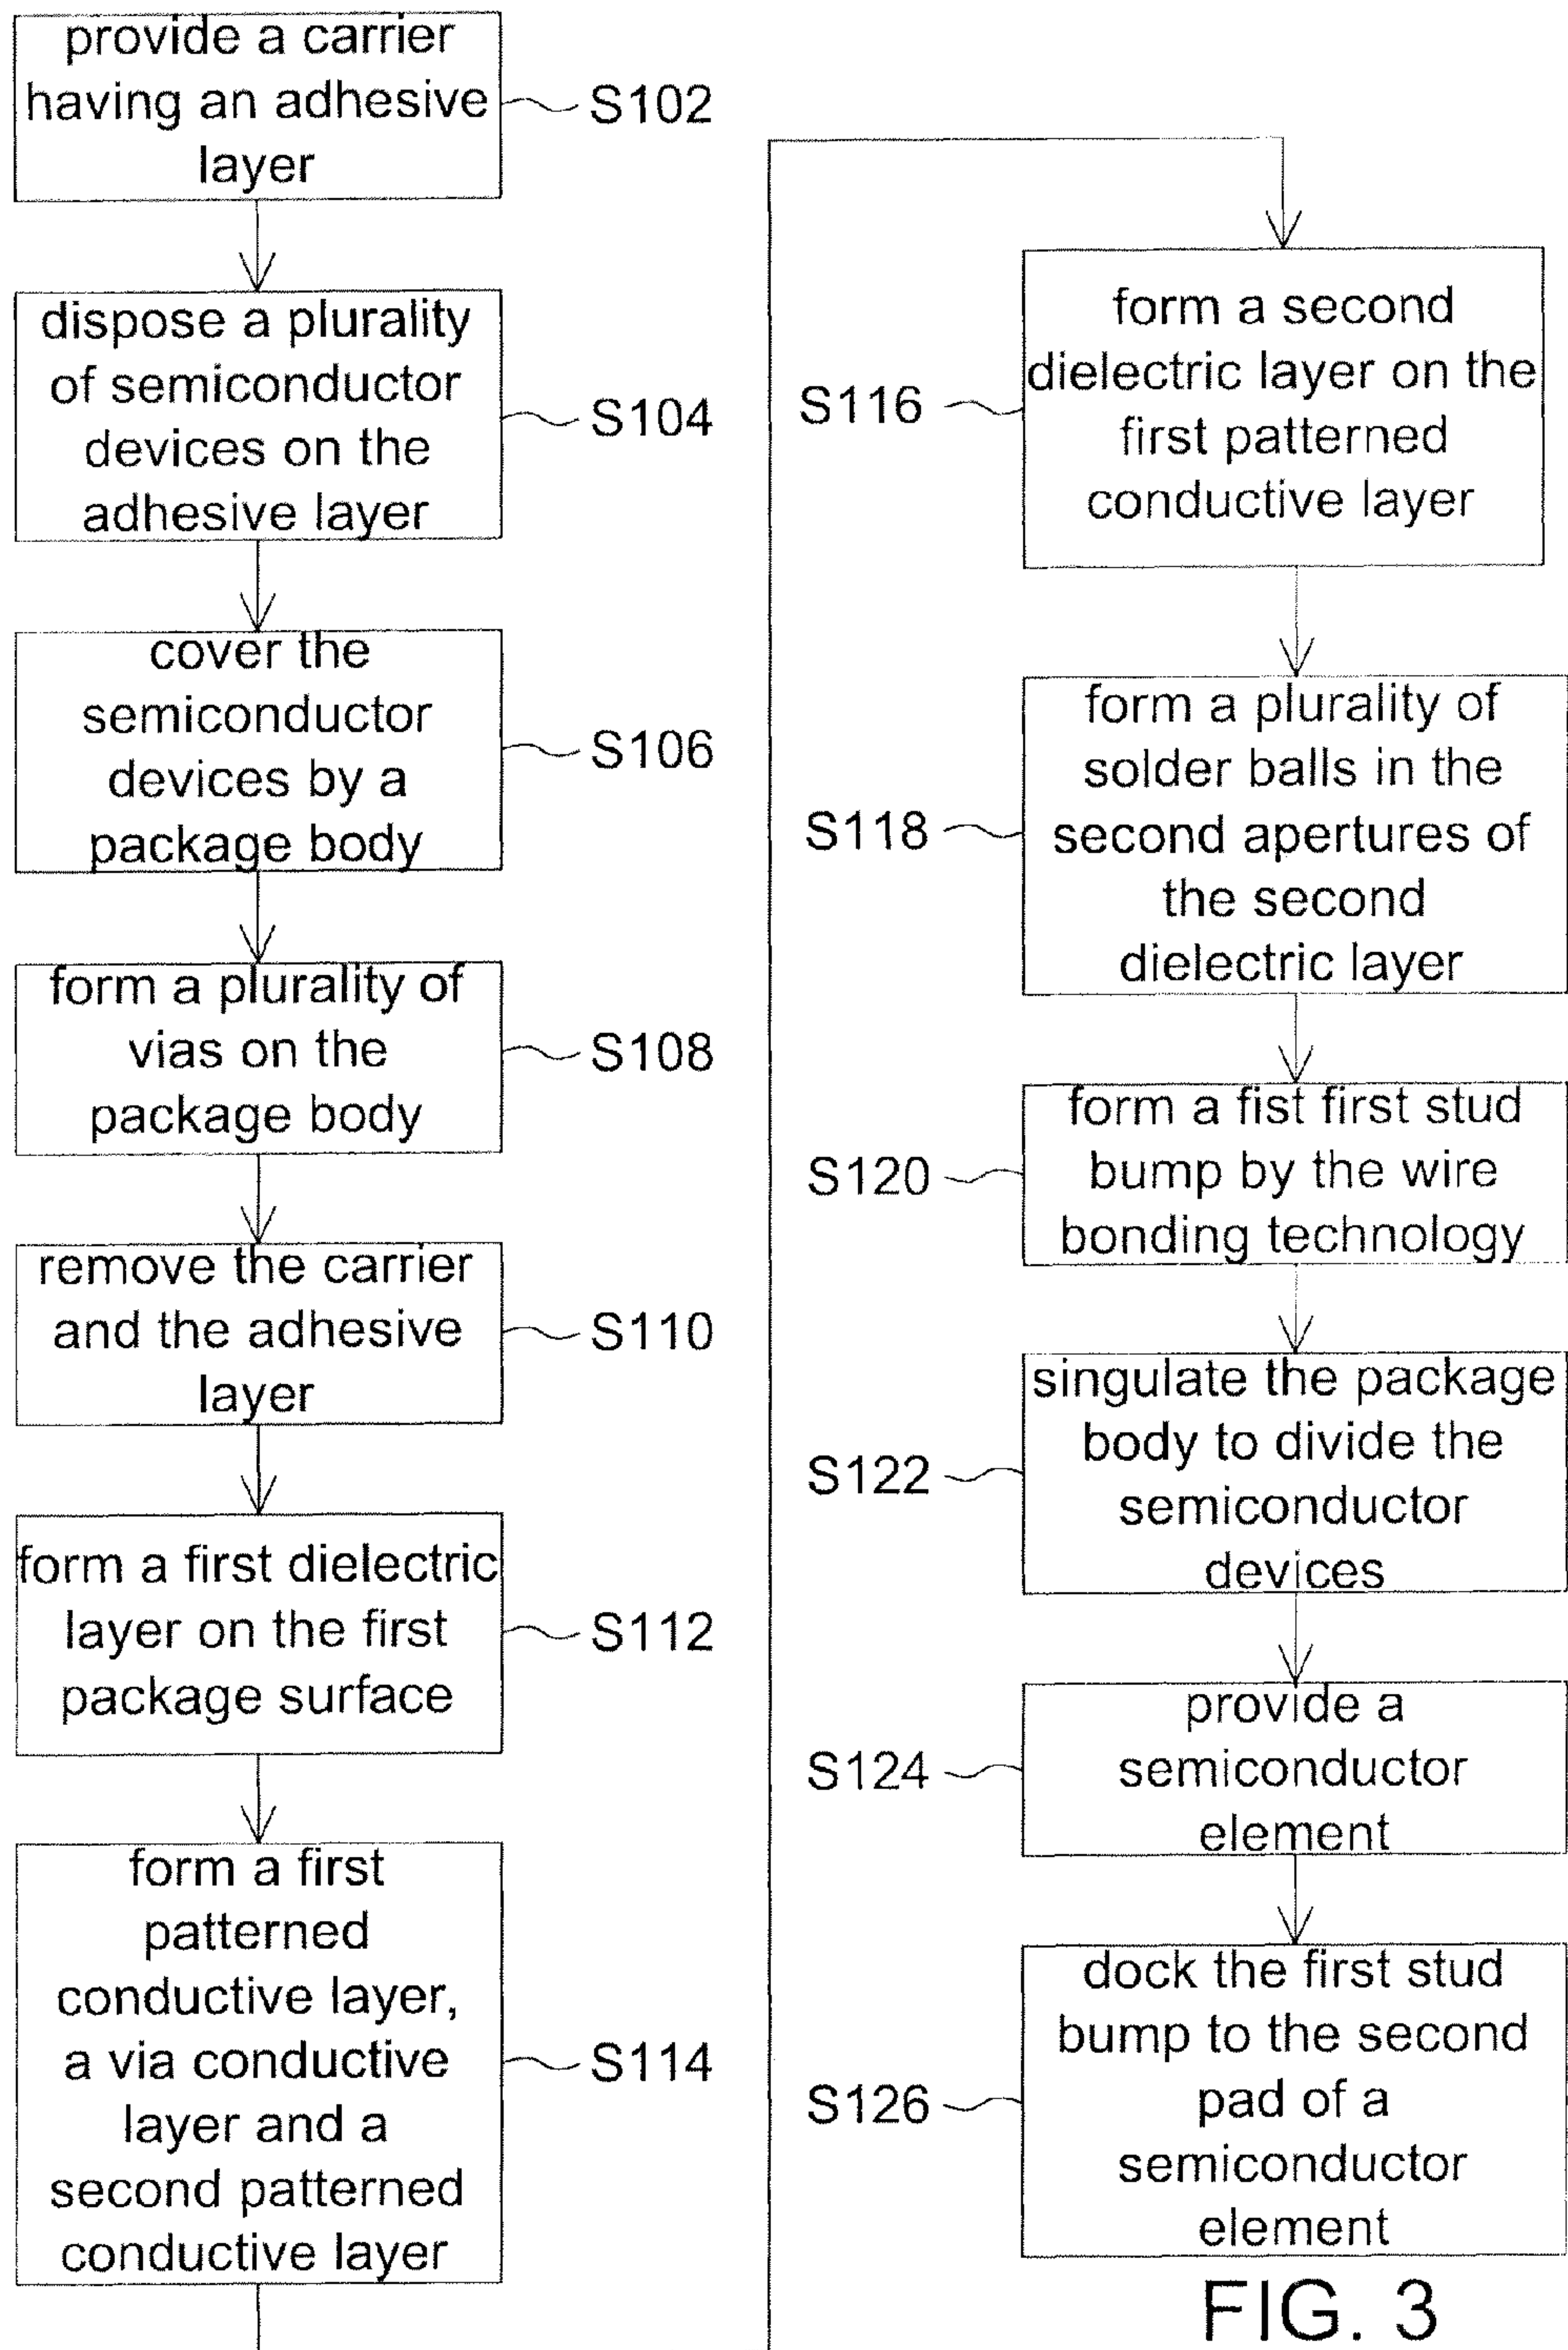 provide a carrier
having an adhesive
layer
S102
dispose a plurality
of semiconductor
devices on the
adhesive layer
S104
cover the
semiconductor
devices by a
package body
S106
form a plurality of
vias on the
package body
S108
remove the carrier
and the adhesive
layer
S110
form a first dielectric
layer on the first
package surface
S112
form a first
patterned
conductive layer,
a via conductive
layer and a
second patterned
conductive layer
S114
form a second
dielectric layer on the
first patterned
conductive layer
S116
form a plurality of
solder balls in the
second apertures of
the second
dielectric layer
S118
form a fist first stud
bump by the wire
bonding technology
S120
singulate the package
body to divide the
semiconductor
devices
S122
provide a
semiconductor
element
S124
dock the first stud
bump to the second
pad of a
semiconductor
element
S126
FIG. 3